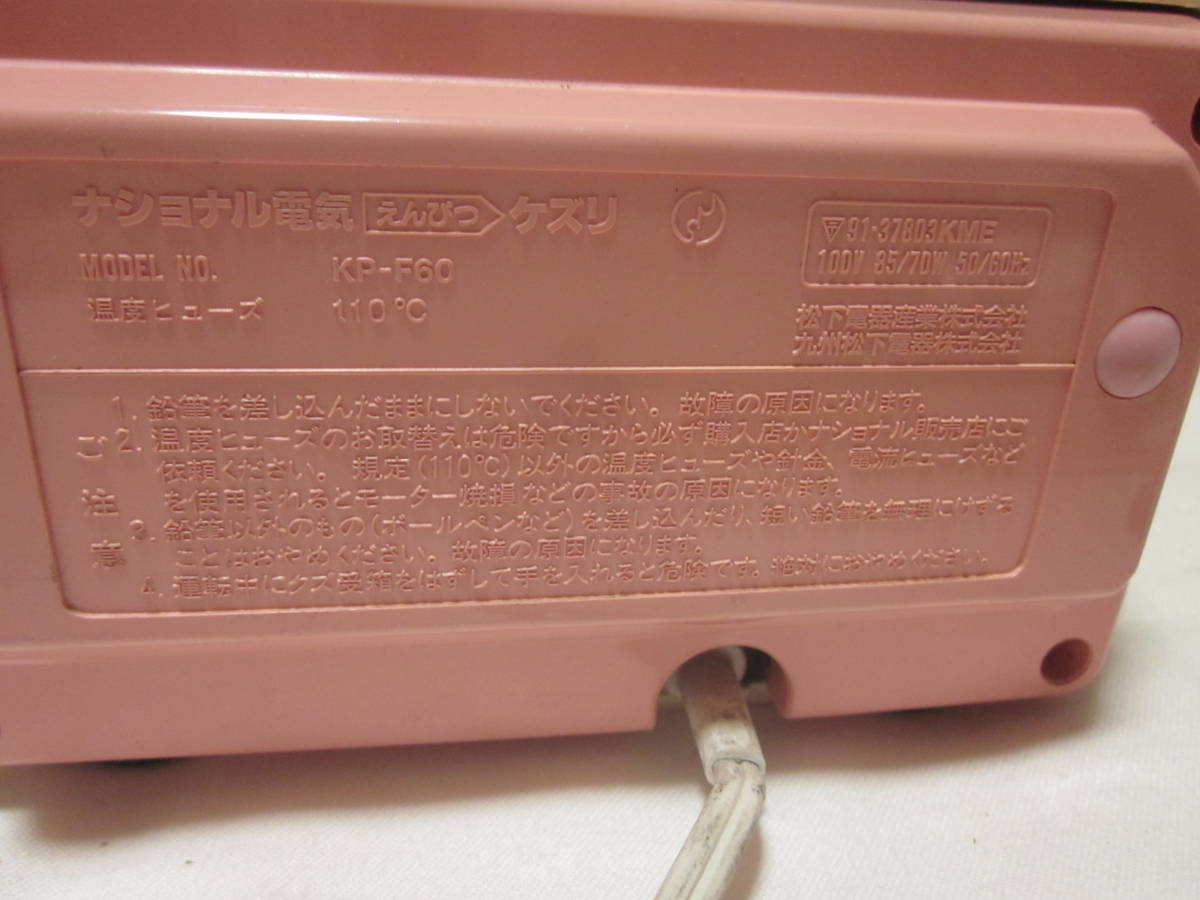 ナショナル電気えんぴつケズリ
MODEL NO. KP-F60
温度ヒューズ 110℃
91-37803KME
100V 85/70W 50/60Hz
松下電器産業株式会社
九州松下電器株式会社
ご注意
1. 鉛筆を差し込んだままにしないでください。故障の原因になります。
2. 温度ヒューズのお取替えは危険ですから必ず購入店かナショナル販売店にご
依頼ください。規定(110℃)以外の温度ヒューズや針金、電流ヒューズなど
を使用されるとモーター焼損などの事故の原因になります。
3. 鉛筆以外のもの(ボールペンなど)を差し込んだり、短い鉛筆を無理にけずる
ことはおやめください。故障の原因になります。
4. 運転中にクズ受箱をはずして手を入れると危険です。絶対におやめください。